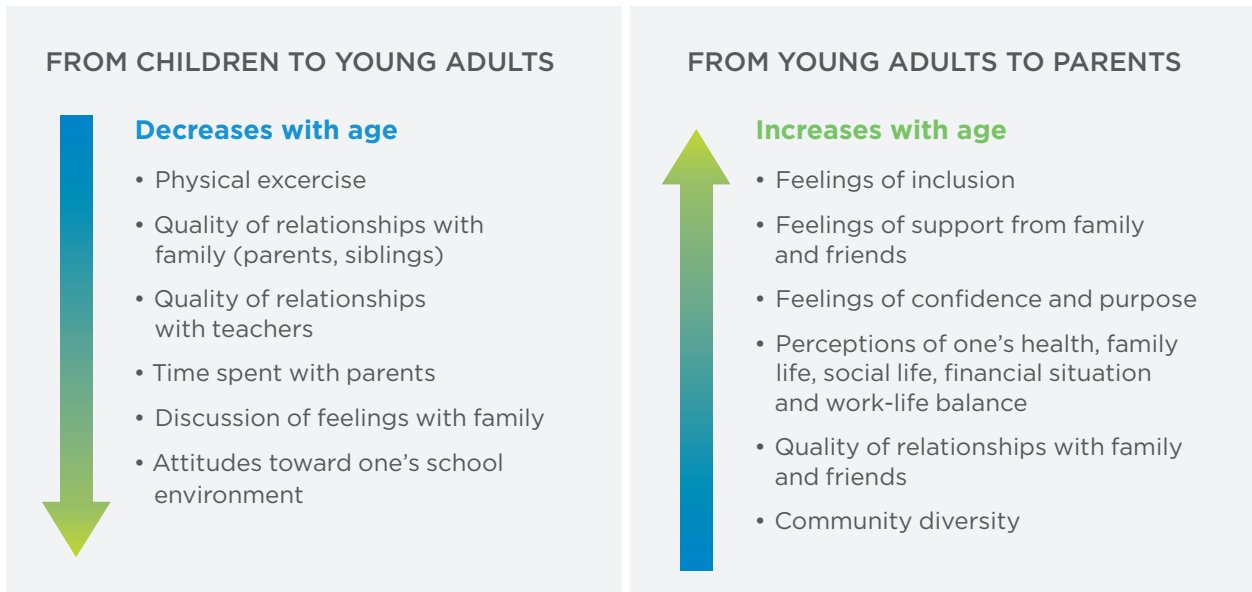 FROM CHILDREN TO YOUNG ADULTS
Decreases with age
• Physical excercise
• Quality of relationships with
family (parents, siblings)
• Quality of relationships
with teachers
• Time spent with parents
• Discussion of feelings with family
• Attitudes toward one’s school
environment
FROM YOUNG ADULTS TO PARENTS
Increases with age
• Feelings of inclusion
• Feelings of support from family
and friends
• Feelings of confidence and purpose
• Perceptions of one’s health, family
life, social life, financial situation
and work-life balance
• Quality of relationships with family
and friends
• Community diversity